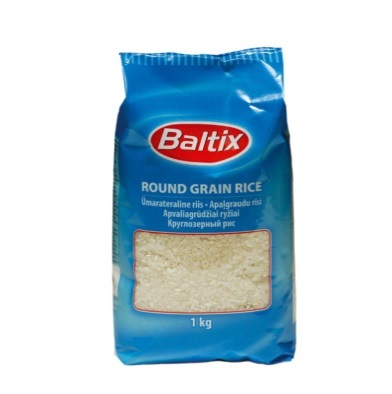 Baltix
ROUND GRAIN RICE
Ümarateraline riis - Apaļgraudu rīsi
Apvaliagrūdžiai ryžiai
Круглозерный рис
1 kg